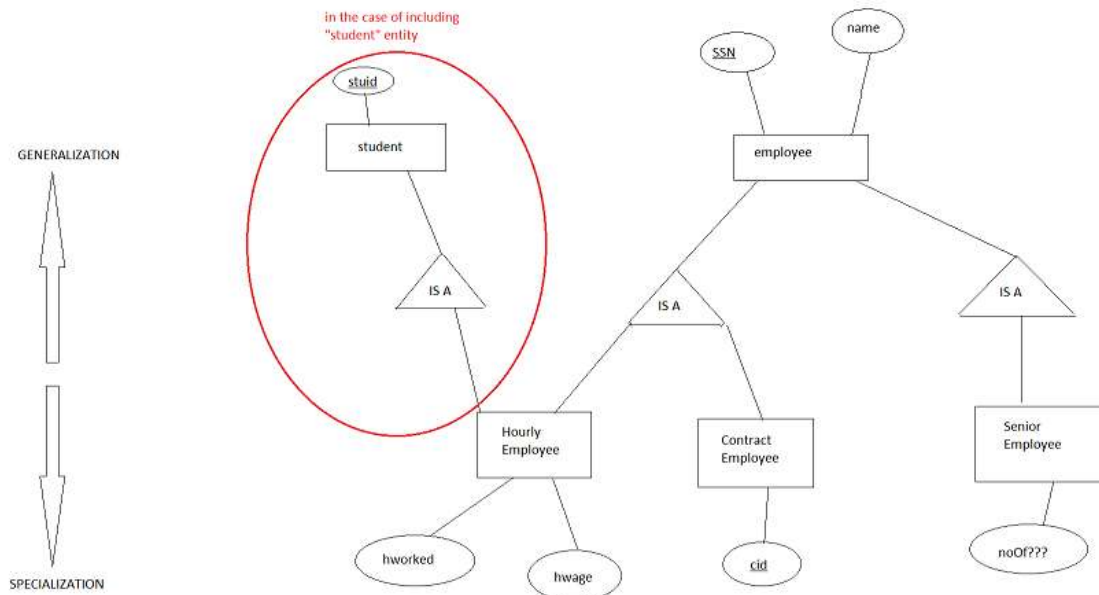 in the case of including
"student" entity
name
SSN
stuid
student
employee
GENERALIZATION
IS A
IS A
IS A
Hourly
Employee
Contract
Employee
Senior
Employee
hworked
hwage
cid
noOf???
SPECIALIZATION